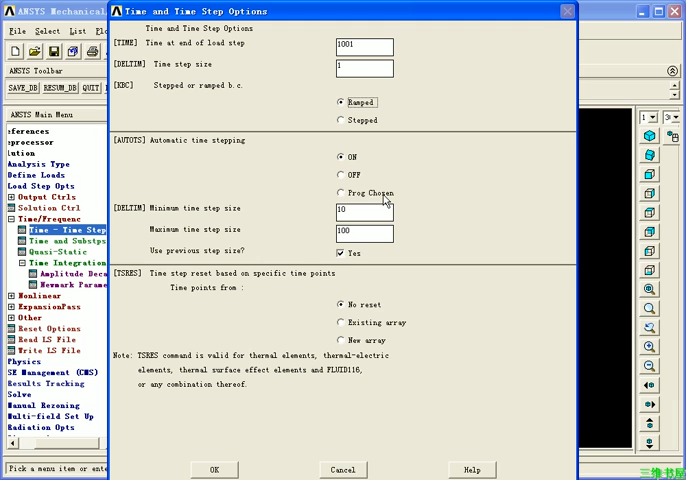 ANSYS Mechanical,
Time and Time Step Options
File Select List Plo
ANSYS Toolbar
SAVE_DB RESUM_DB QUIT
ANSYS Main Menu
eferences
reprocessor
lution
Analysis Type
Define Loads
Load Step Opts
Output Ctrls
Solution Ctrl
Time/Frequenc
Time - Time Step
Time and Substps
Quasi-Static
Time Integration
Amplitude Deca
Newmark Parame
Nonlinear
ExpansionPass
Other
Reset Options
Read LS File
Write LS File
Physics
SE Management (CMS)
Results Tracking
Solve
Manual Rezoning
Multi-field Set Up
Radiation Opts
Pick a menu item or ente
Time and Time Step Options
[TIME] Time at end of load step 1001
[DELTIM] Time step size 1
[KBC] Stepped or ramped b.c.
Ramped
Stepped
[AUTOTS] Automatic time stepping
ON
OFF
Prog Chosen
[DELTIM] Minimum time step size 10
Maximum time step size 100
Use previous step size? Yes
[TSRES] Time step reset based on specific time points
Time points from :
No reset
Existing array
New array
Note: TSRES command is valid for thermal elements, thermal-electric
elements, thermal surface effect elements and FLUID116,
or any combination thereof.
OK Cancel Help
1
三维书屋